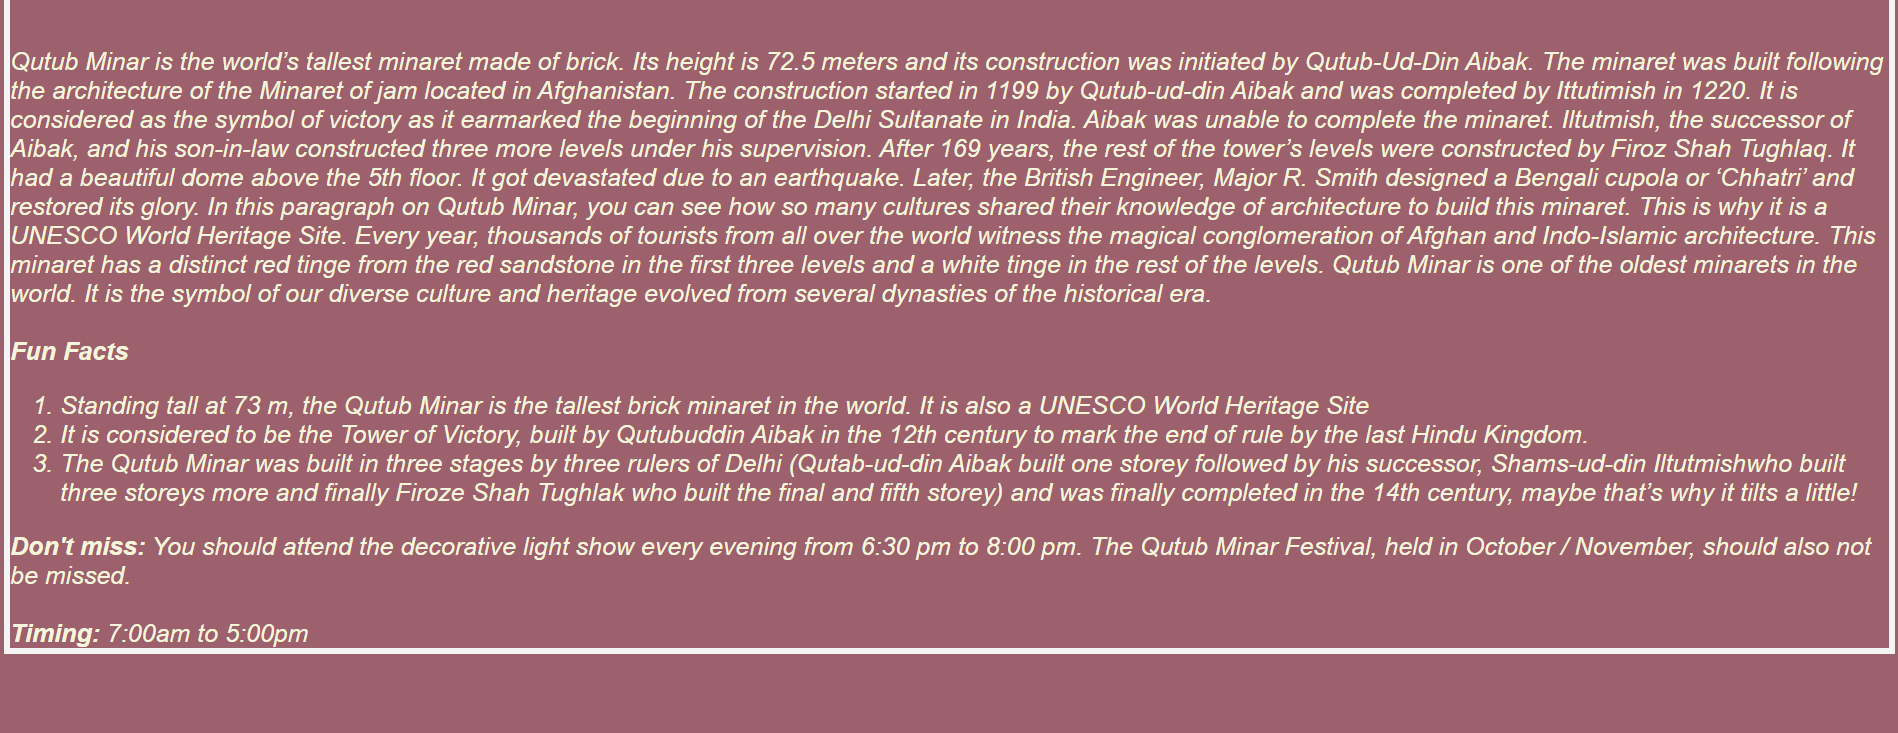 Qutub Minar is the world’s tallest minaret made of brick. Its height is 72.5 meters and its construction was initiated by Qutub-Ud-Din Aibak. The minaret was built following
the architecture of the Minaret of jam located in Afghanistan. The construction started in 1199 by Qutub-ud-din Aibak and was completed by Ittutimish in 1220. It is
considered as the symbol of victory as it earmarked the beginning of the Delhi Sultanate in India. Aibak was unable to complete the minaret. Iltutmish, the successor of
Aibak, and his son-in-law constructed three more levels under his supervision. After 169 years, the rest of the tower’s levels were constructed by Firoz Shah Tughlaq. It
had a beautiful dome above the 5th floor. It got devastated due to an earthquake. Later, the British Engineer, Major R. Smith designed a Bengali cupola or ‘Chhatri’ and
restored its glory. In this paragraph on Qutub Minar, you can see how so many cultures shared their knowledge of architecture to build this minaret. This is why it is a
UNESCO World Heritage Site. Every year, thousands of tourists from all over the world witness the magical conglomeration of Afghan and Indo-Islamic architecture. This
minaret has a distinct red tinge from the red sandstone in the first three levels and a white tinge in the rest of the levels. Qutub Minar is one of the oldest minarets in the
world. It is the symbol of our diverse culture and heritage evolved from several dynasties of the historical era.
Fun Facts
1. Standing tall at 73 m, the Qutub Minar is the tallest brick minaret in the world. It is also a UNESCO World Heritage Site
2. It is considered to be the Tower of Victory, built by Qutubuddin Aibak in the 12th century to mark the end of rule by the last Hindu Kingdom.
3. The Qutub Minar was built in three stages by three rulers of Delhi (Qutab-ud-din Aibak built one storey followed by his successor, Shams-ud-din Iltutmishwho built
three storeys more and finally Firoze Shah Tughlak who built the final and fifth storey) and was finally completed in the 14th century, maybe that’s why it tilts a little!
Don't miss: You should attend the decorative light show every evening from 6:30 pm to 8:00 pm. The Qutub Minar Festival, held in October / November, should also not
be missed.
Timing: 7:00am to 5:00pm